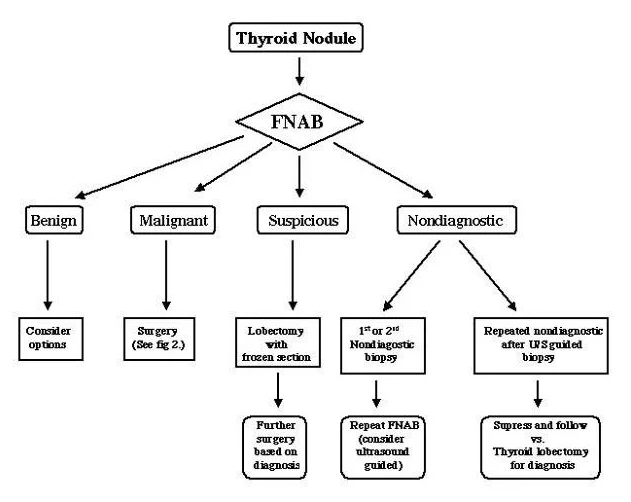 Thyroid Nodule
FNAB
Benign
Malignant
Suspicious
Nondiagnostic
Consider
options
Surgery
(See fig 2.)
Lobectomy
with
frozen section
1st or 2nd
Nondiagostic
biopsy
Repeated nondiagnostic
after U/S guided
biopsy
Further
surgery
based on
diagnosis
Repeat FNAB
(consider
ultrasound
guided)
Supress and follow
vs.
Thyroid lobectomy
for diagnosis